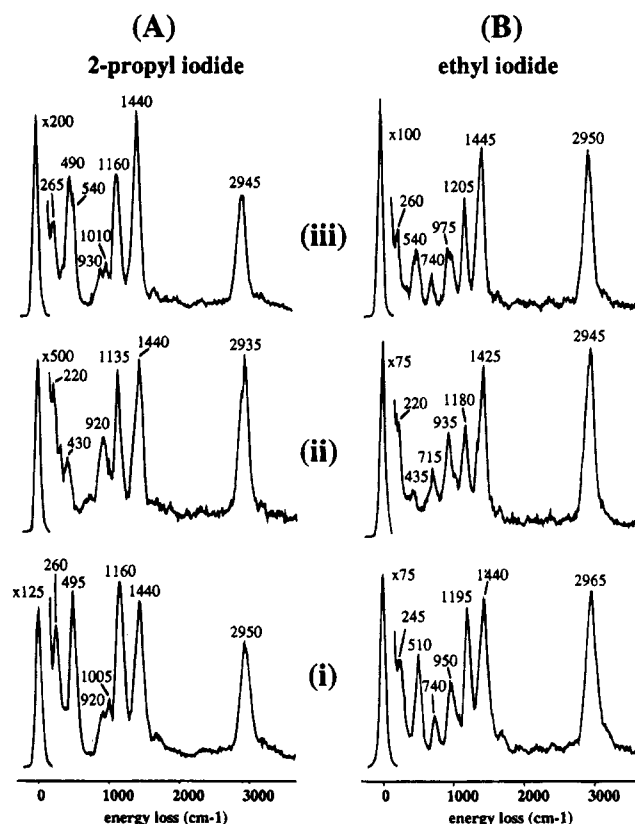 (A)
2-propyl iodide
(B)
ethyl iodide
x200
265
490
540
930
1010
1160
1440
2945
(iii)
x100
260
540
740
975
1205
1445
2950
x500
220
430
920
1135
1440
2935
(ii)
x75
220
435
715
935
1180
1425
2945
x125
260
495
920
1005
1160
1440
2950
(i)
x75
245
510
740
950
1195
1440
2965
0 1000 2000 3000
energy loss (cm-1)
0 1000 2000 3000
energy loss (cm-1)